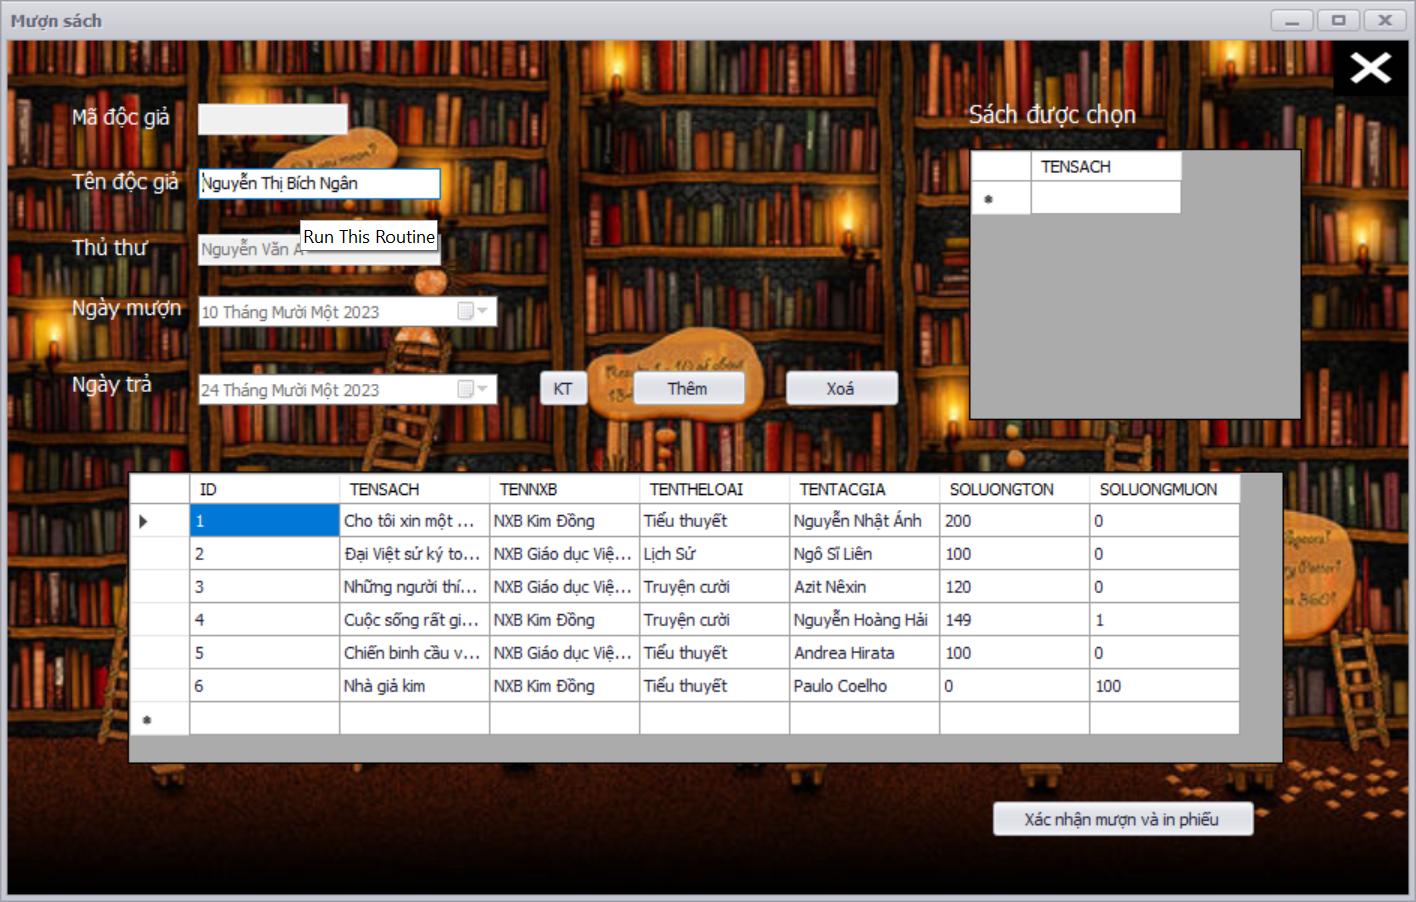 Mượn sách
Mã độc giả
Sách được chọn
TENSACH
Tên độc giả
Nguyễn Thị Bích Ngân
Run This Routine
Thủ thư
Nguyễn Văn A
Ngày mượn
10 Tháng Mười Một 2023
Ngày trả
24 Tháng Mười Một 2023
KT
Thêm
Xoá
ID TENSACH TENNXB TENTHELOAI TENTACGIA SOLUONGTON SOLUONGMUON
1 Cho tôi xin một ... NXB Kim Đồng Tiểu thuyết Nguyễn Nhật Ánh 200 0
2 Đại Việt sử ký to... NXB Giáo dục Việ... Lịch Sử Ngô Sĩ Liên 100 0
3 Những người thí... NXB Giáo dục Việ... Truyện cười Azit Nêxin 120 0
4 Cuộc sống rất gi... NXB Kim Đồng Truyện cười Nguyễn Hoàng Hải 149 1
5 Chiến binh cầu v... NXB Giáo dục Việ... Tiểu thuyết Andrea Hirata 100 0
6 Nhà giả kim NXB Kim Đồng Tiểu thuyết Paulo Coelho 0 100
Xác nhận mượn và in phiếu